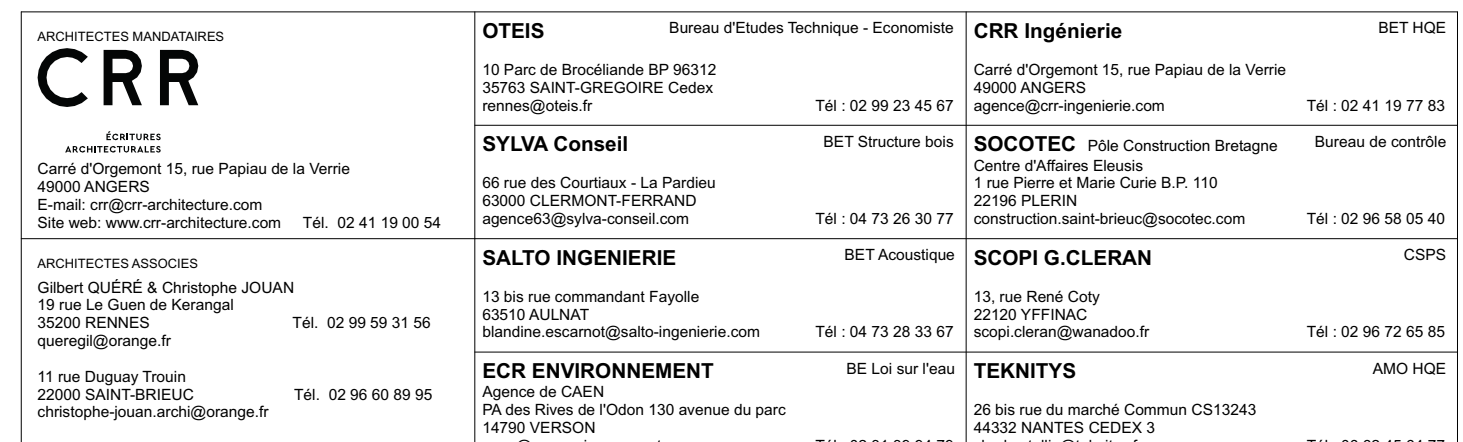 ARCHITECTES MANDATAIRES
CRR
ÉCRITURES
ARCHITECTURALES
Carré d'Orgemont 15, rue Papiau de la Verrie
49000 ANGERS
E-mail: crr@crr-architecture.com
Site web: www.crr-architecture.com Tél. 02 41 19 00 54
ARCHITECTES ASSOCIES
Gilbert QUÉRÉ & Christophe JOUAN
19 rue Le Guen de Kerangal
35200 RENNES Tél. 02 99 59 31 56
queregil@orange.fr
11 rue Duguay Trouin
22000 SAINT-BRIEUC Tél. 02 96 60 89 95
christophe-jouan.archi@orange.fr
OTEIS Bureau d'Etudes Technique - Economiste
10 Parc de Brocéliande BP 96312
35763 SAINT-GREGOIRE Cedex
rennes@oteis.fr Tél : 02 99 23 45 67
SYLVA Conseil BET Structure bois
66 rue des Courtiaux - La Pardieu
63000 CLERMONT-FERRAND
agence63@sylva-conseil.com Tél : 04 73 26 30 77
SALTO INGENIERIE BET Acoustique
13 bis rue commandant Fayolle
63510 AULNAT
blandine.escarnot@salto-ingenierie.com Tél : 04 73 28 33 67
ECR ENVIRONNEMENT BE Loi sur l'eau
Agence de CAEN
PA des Rives de l'Odon 130 avenue du parc
14790 VERSON
CRR Ingénierie BET HQE
Carré d'Orgemont 15, rue Papiau de la Verrie
49000 ANGERS
agence@crr-ingenierie.com Tél : 02 41 19 77 83
SOCOTEC Pôle Construction Bretagne Bureau de contrôle
Centre d'Affaires Eleusis
1 rue Pierre et Marie Curie B.P. 110
22196 PLERIN
construction.saint-brieuc@socotec.com Tél : 02 96 58 05 40
SCOPI G.CLERAN CSPS
13, rue René Coty
22120 YFFINAC
scopi.cleran@wanadoo.fr Tél : 02 96 72 65 85
TEKNITYS AMO HQE
26 bis rue du marché Commun CS13243
44332 NANTES CEDEX 3